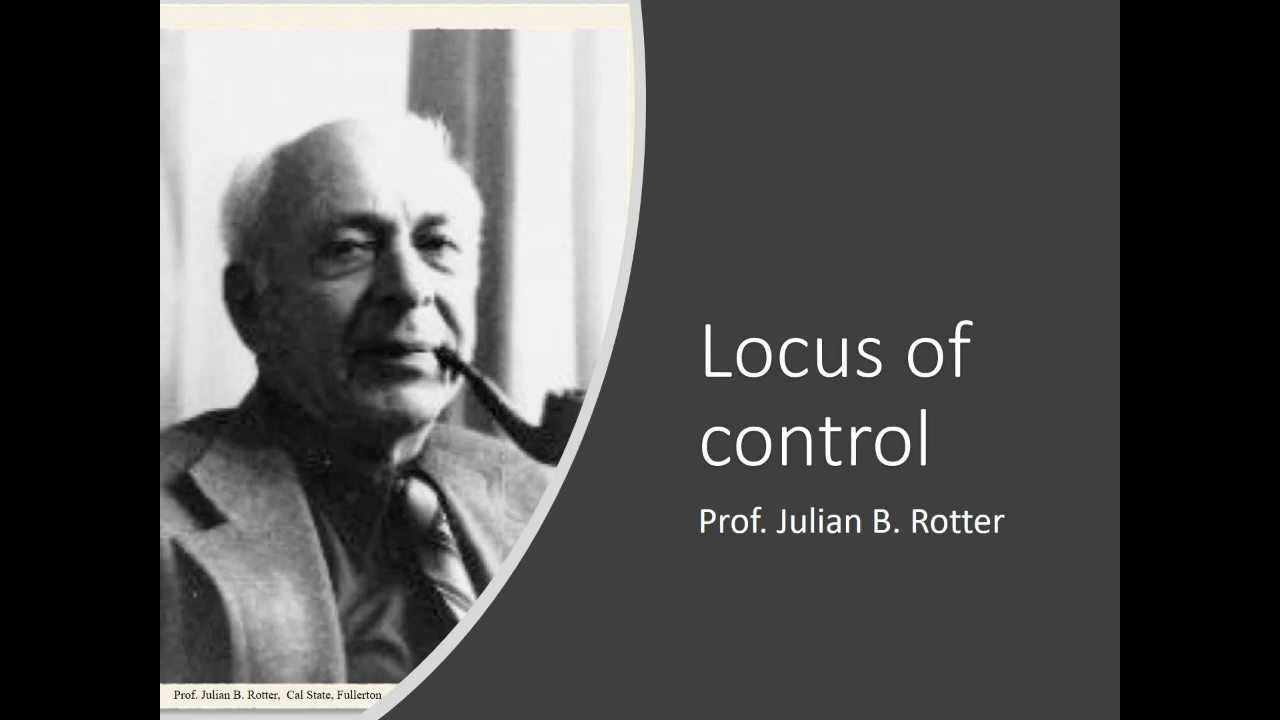 Locus of
control
Prof. Julian B. Rotter
Prof. Julian B. Rotter,  Cal State, Fullerton